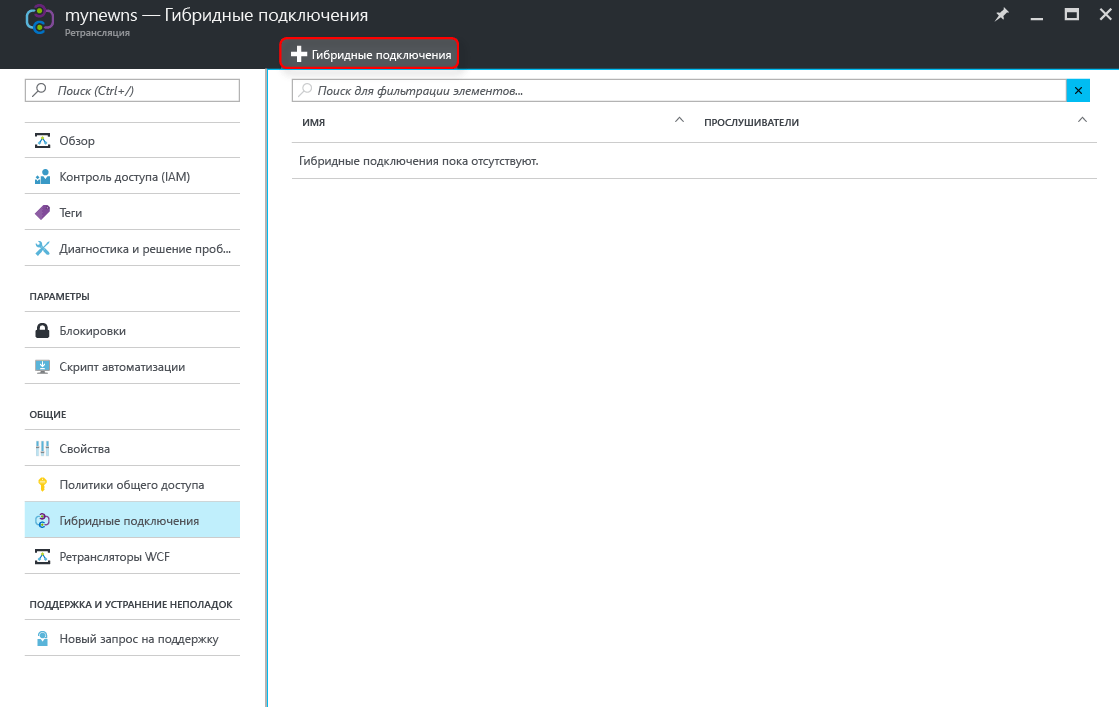 mynewns — Гибридные подключения
Ретрансляция
Гибридные подключения
Поиск (Ctrl+/)
Обзор
Контроль доступа (IAM)
Теги
Диагностика и решение проб...
ПАРАМЕТРЫ
Блокировки
Скрипт автоматизации
ОБЩИЕ
Свойства
Политики общего доступа
Гибридные подключения
Ретрансляторы WCF
ПОДДЕРЖКА И УСТРАНЕНИЕ НЕПОЛАДОК
Новый запрос на поддержку
Поиск для фильтрации элементов...
ИМЯ ПРОСЛУШИВАТЕЛИ
Гибридные подключения пока отсутствуют.